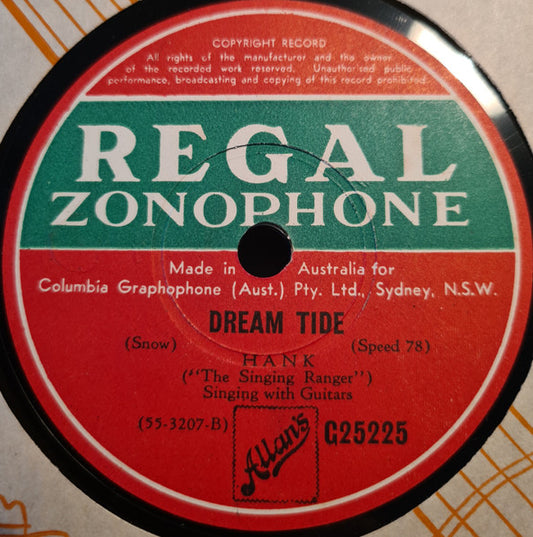 COPYRIGHT RECORD
All rights of the manufacturer and the owner
of the recorded work reserved. Unauthorised public
performance, broadcasting and copying of this record prohibited.
REGAL
ZONOPHONE
Made in Australia for
Columbia Graphophone (Aust.) Pty. Ltd., Sydney, N.S.W.
DREAM TIDE
(Snow) (Speed 78)
HANK
("The Singing Ranger")
Singing with Guitars
(55-3207-B) Allan's G25225